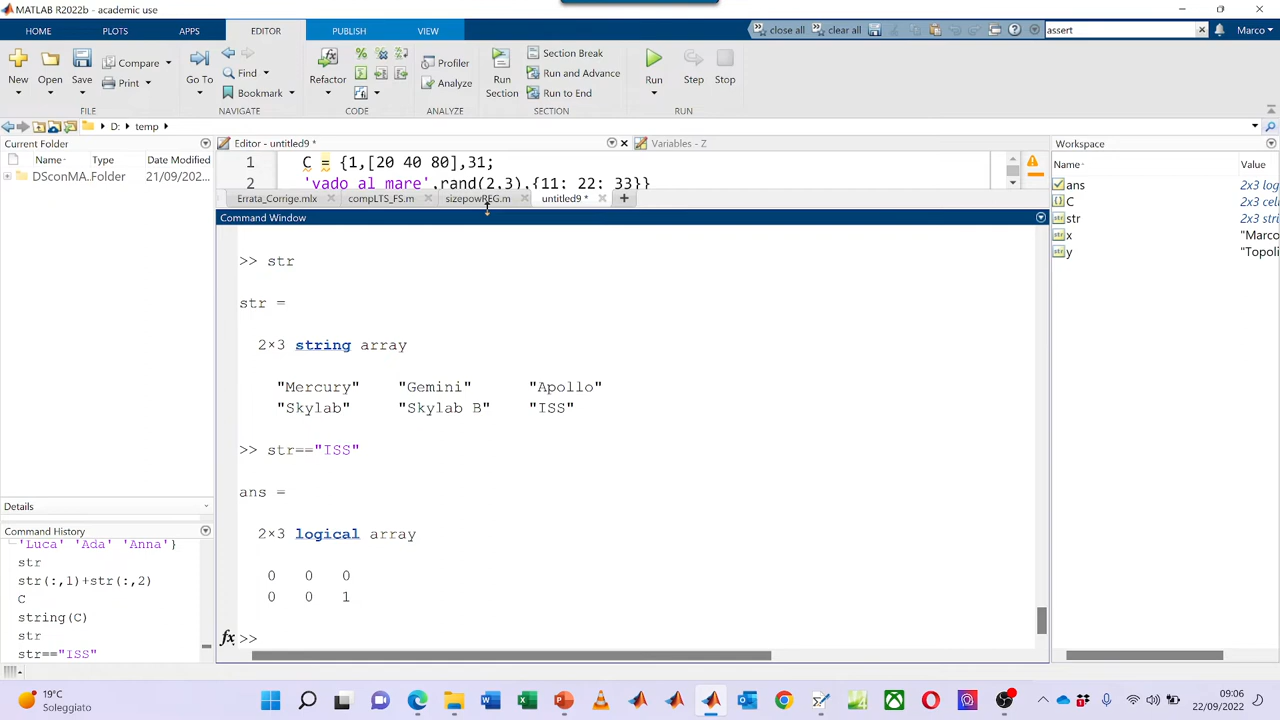 MATLAB R2022b - academic use
HOME PLOTS APPS EDITOR PUBLISH VIEW close all clear all assert Marco
New Open Save Compare Print Go To Find Bookmark Refactor Profiler Analyze Run Section Section Break Run and Advance Run to End Run Step Stop
FILE NAVIGATE CODE ANALYZE SECTION RUN
D: temp
Current Folder
Name Type Date Modified
DSconMA... Folder 21/09/202...
Editor - untitled9 *
Variables - Z
1 C = {1,[20 40 80],31;
2 'vado al mare',rand(2,3),{11; 22; 33}}
Errata_Corrige.mlx compLTS_FS.m sizepowREG.m untitled9 *
Command Window
>> str
str =
2×3 string array
"Mercury" "Gemini" "Apollo"
"Skylab" "Skylab B" "ISS"
>> str=="ISS"
ans =
2×3 logical array
0 0 0
0 0 1
fx >>
Workspace
Name Value
ans 2x3 log
C 2x3 cel
str 2x3 stri
x "Marco
y "Topoli
Details
Command History
'Luca' 'Ada' 'Anna'}
str
str(:,1)+str(:,2)
C
string(C)
str
str=="ISS"
19°C
Soleggiato
09:06
22/09/2022